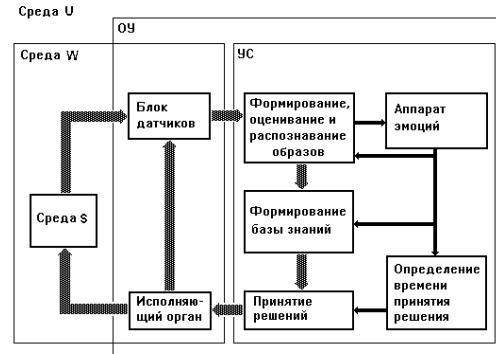 Среда U
ОУ
Среда W
УС
Блок
датчиков
Формирование,
оценивание и
распознавание
образов
Аппарат
эмоций
Среда $
Формирование
базы знаний
Исполняю-
щий орган
Принятие
решений
Определение
времени
принятия
решения